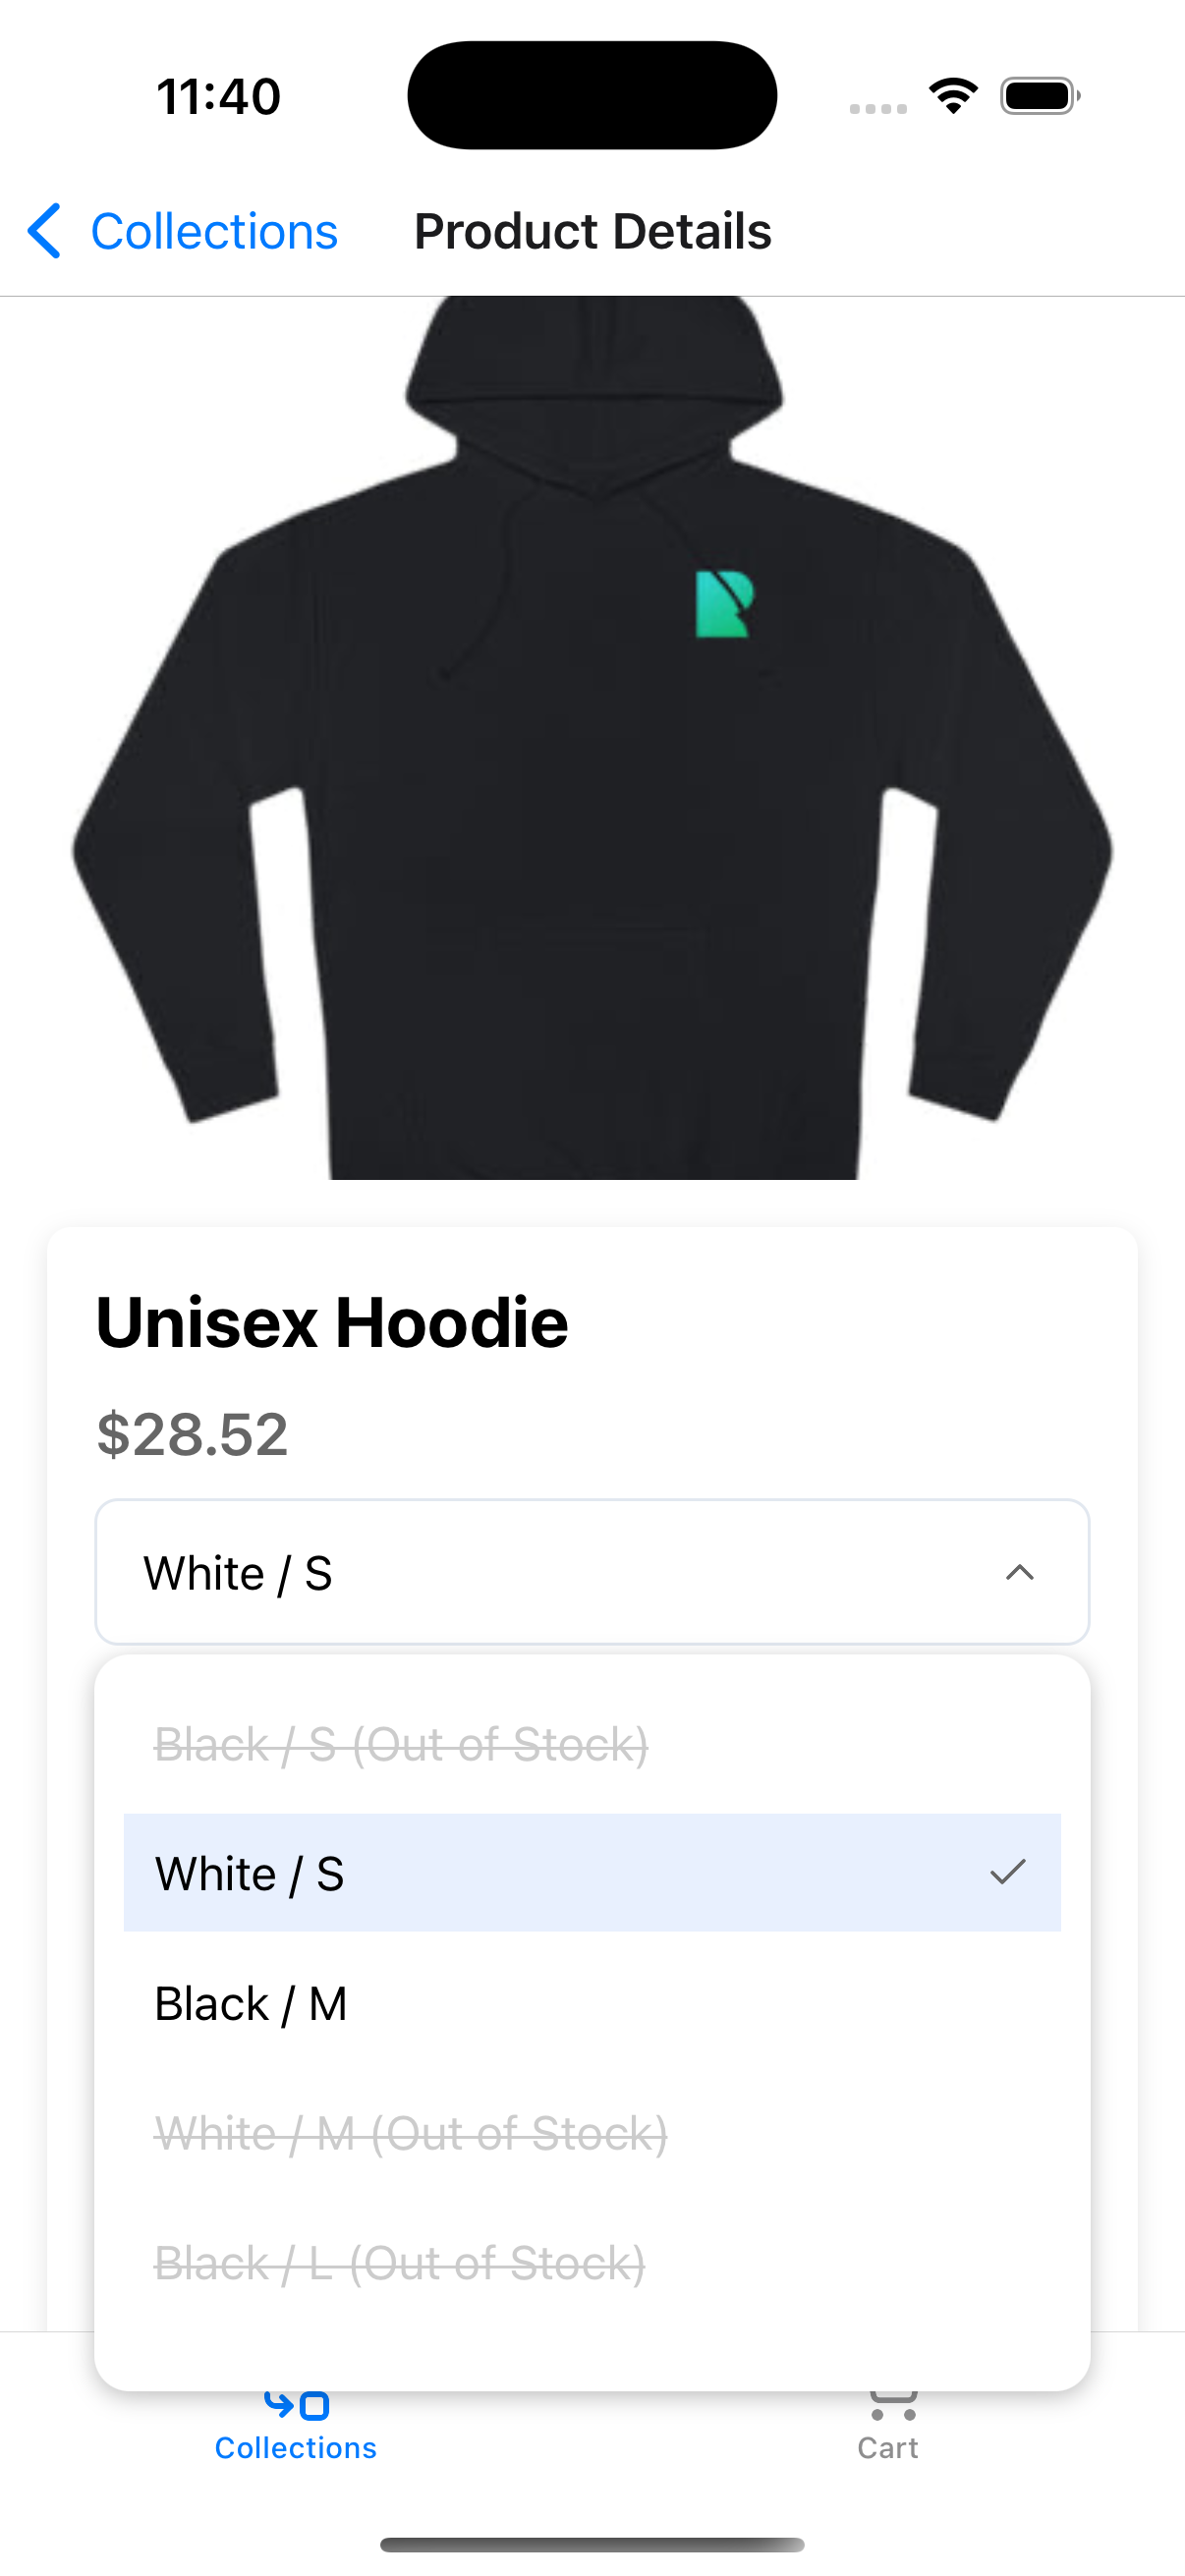 11:40
Collections
Product Details
R
Unisex Hoodie
$28.52
White / S
Black / S (Out of Stock)
White / S
Black / M
White / M (Out of Stock)
Black / L (Out of Stock)
Collections
Cart